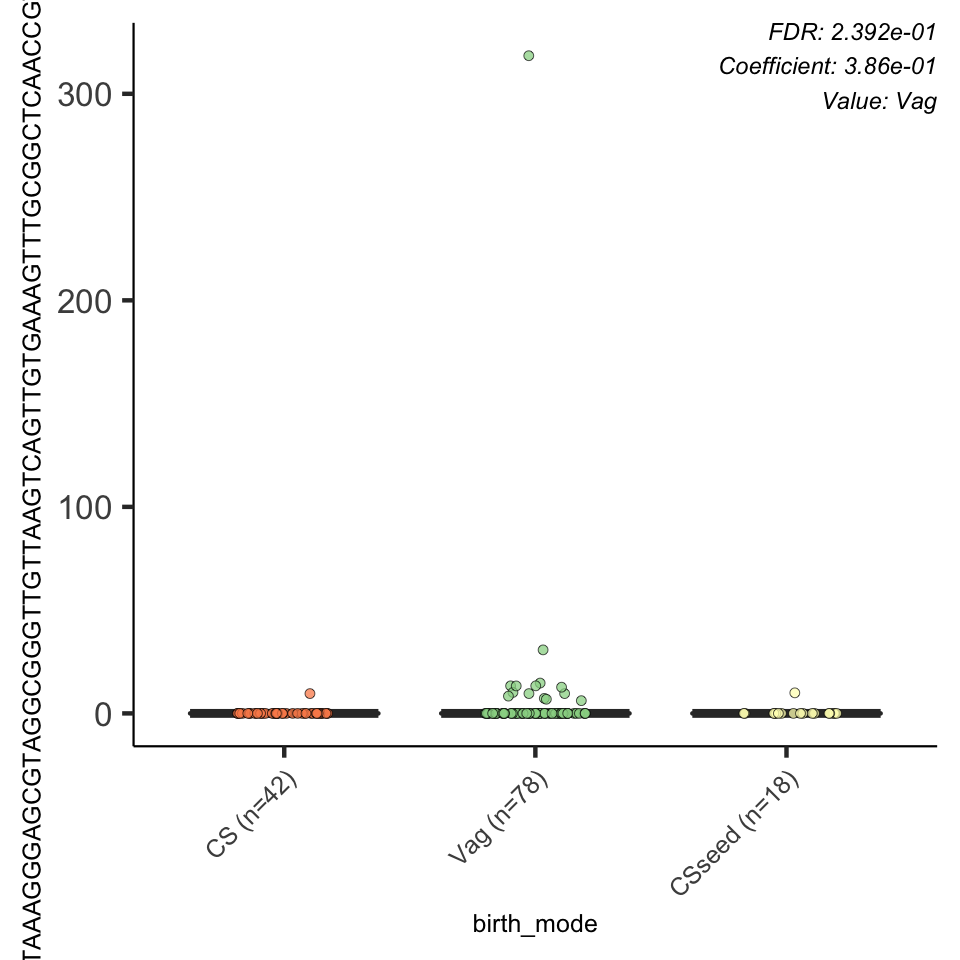 FDR: 2.392e-01
Coefficient: 3.86e-01
Value: Vag
TAAAGGGAGCGTAGGCGGGTTGTTAAGTCAGTTGTGAAAGTTTGCGGCTCAACCG
300
200
100
0
CS (n=42)
Vag (n=78)
CSseed (n=18)
birth_mode